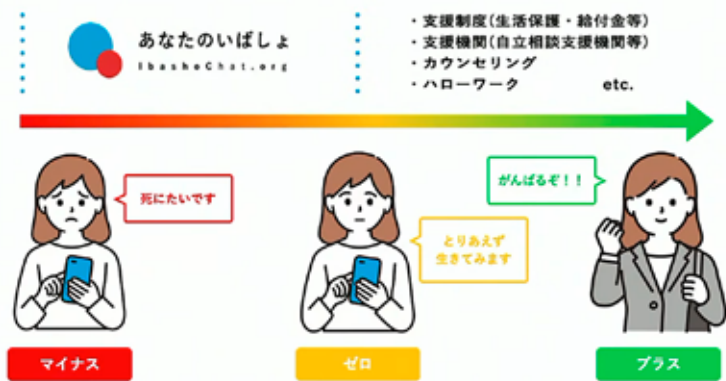 あなたのいばしょ
IbashoChat.org
・支援制度(生活保護・給付金等)
・支援機関(自立相談支援機関等)
・カウンセリング
・ハローワーク etc.
死にたいです
とりあえず
生きてみます
がんばるぞ！！
マイナス
ゼロ
プラス